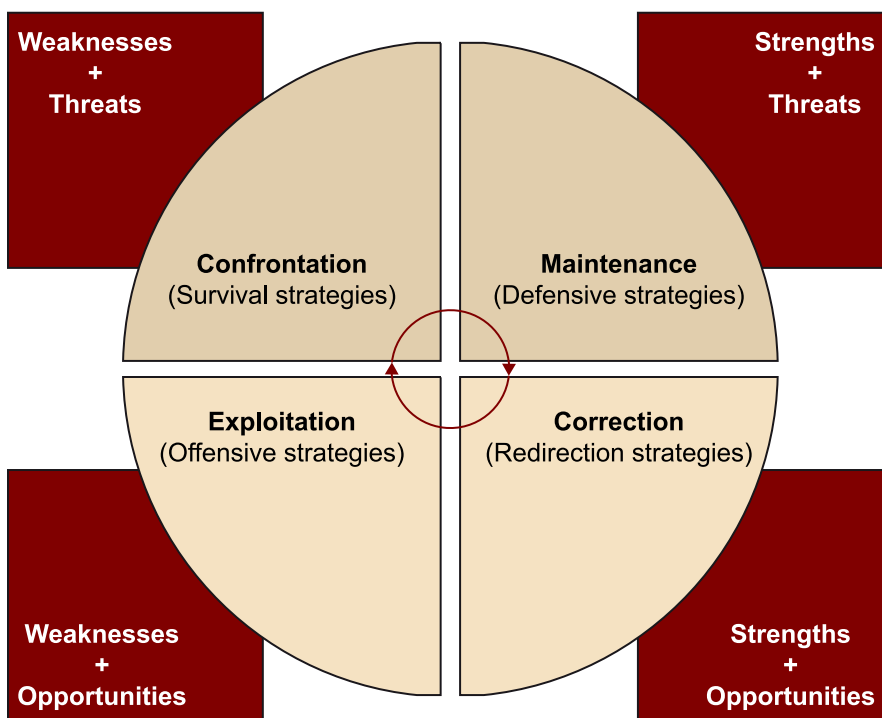 Weaknesses
+
Threats
Strengths
+
Threats
Confrontation
(Survival strategies)
Maintenance
(Defensive strategies)
Exploitation
(Offensive strategies)
Correction
(Redirection strategies)
Weaknesses
+
Opportunities
Strengths
+
Opportunities